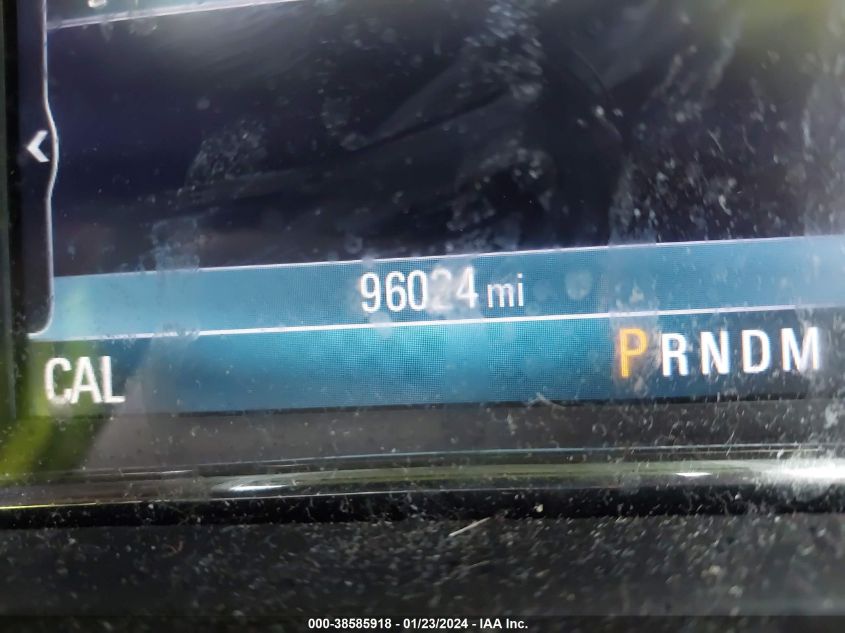 96024 mi
CAL
PRNDM
000-38585918 - 01/23/2024 - IAA Inc.